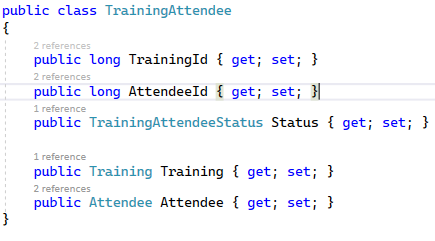 public class TrainingAttendee
{
2 references
public long TrainingId { get; set; }
2 references
public long AttendeeId { get; set; }
1 reference
public TrainingAttendeeStatus Status { get; set; }
1 reference
public Training Training { get; set; }
2 references
public Attendee Attendee { get; set; }
}